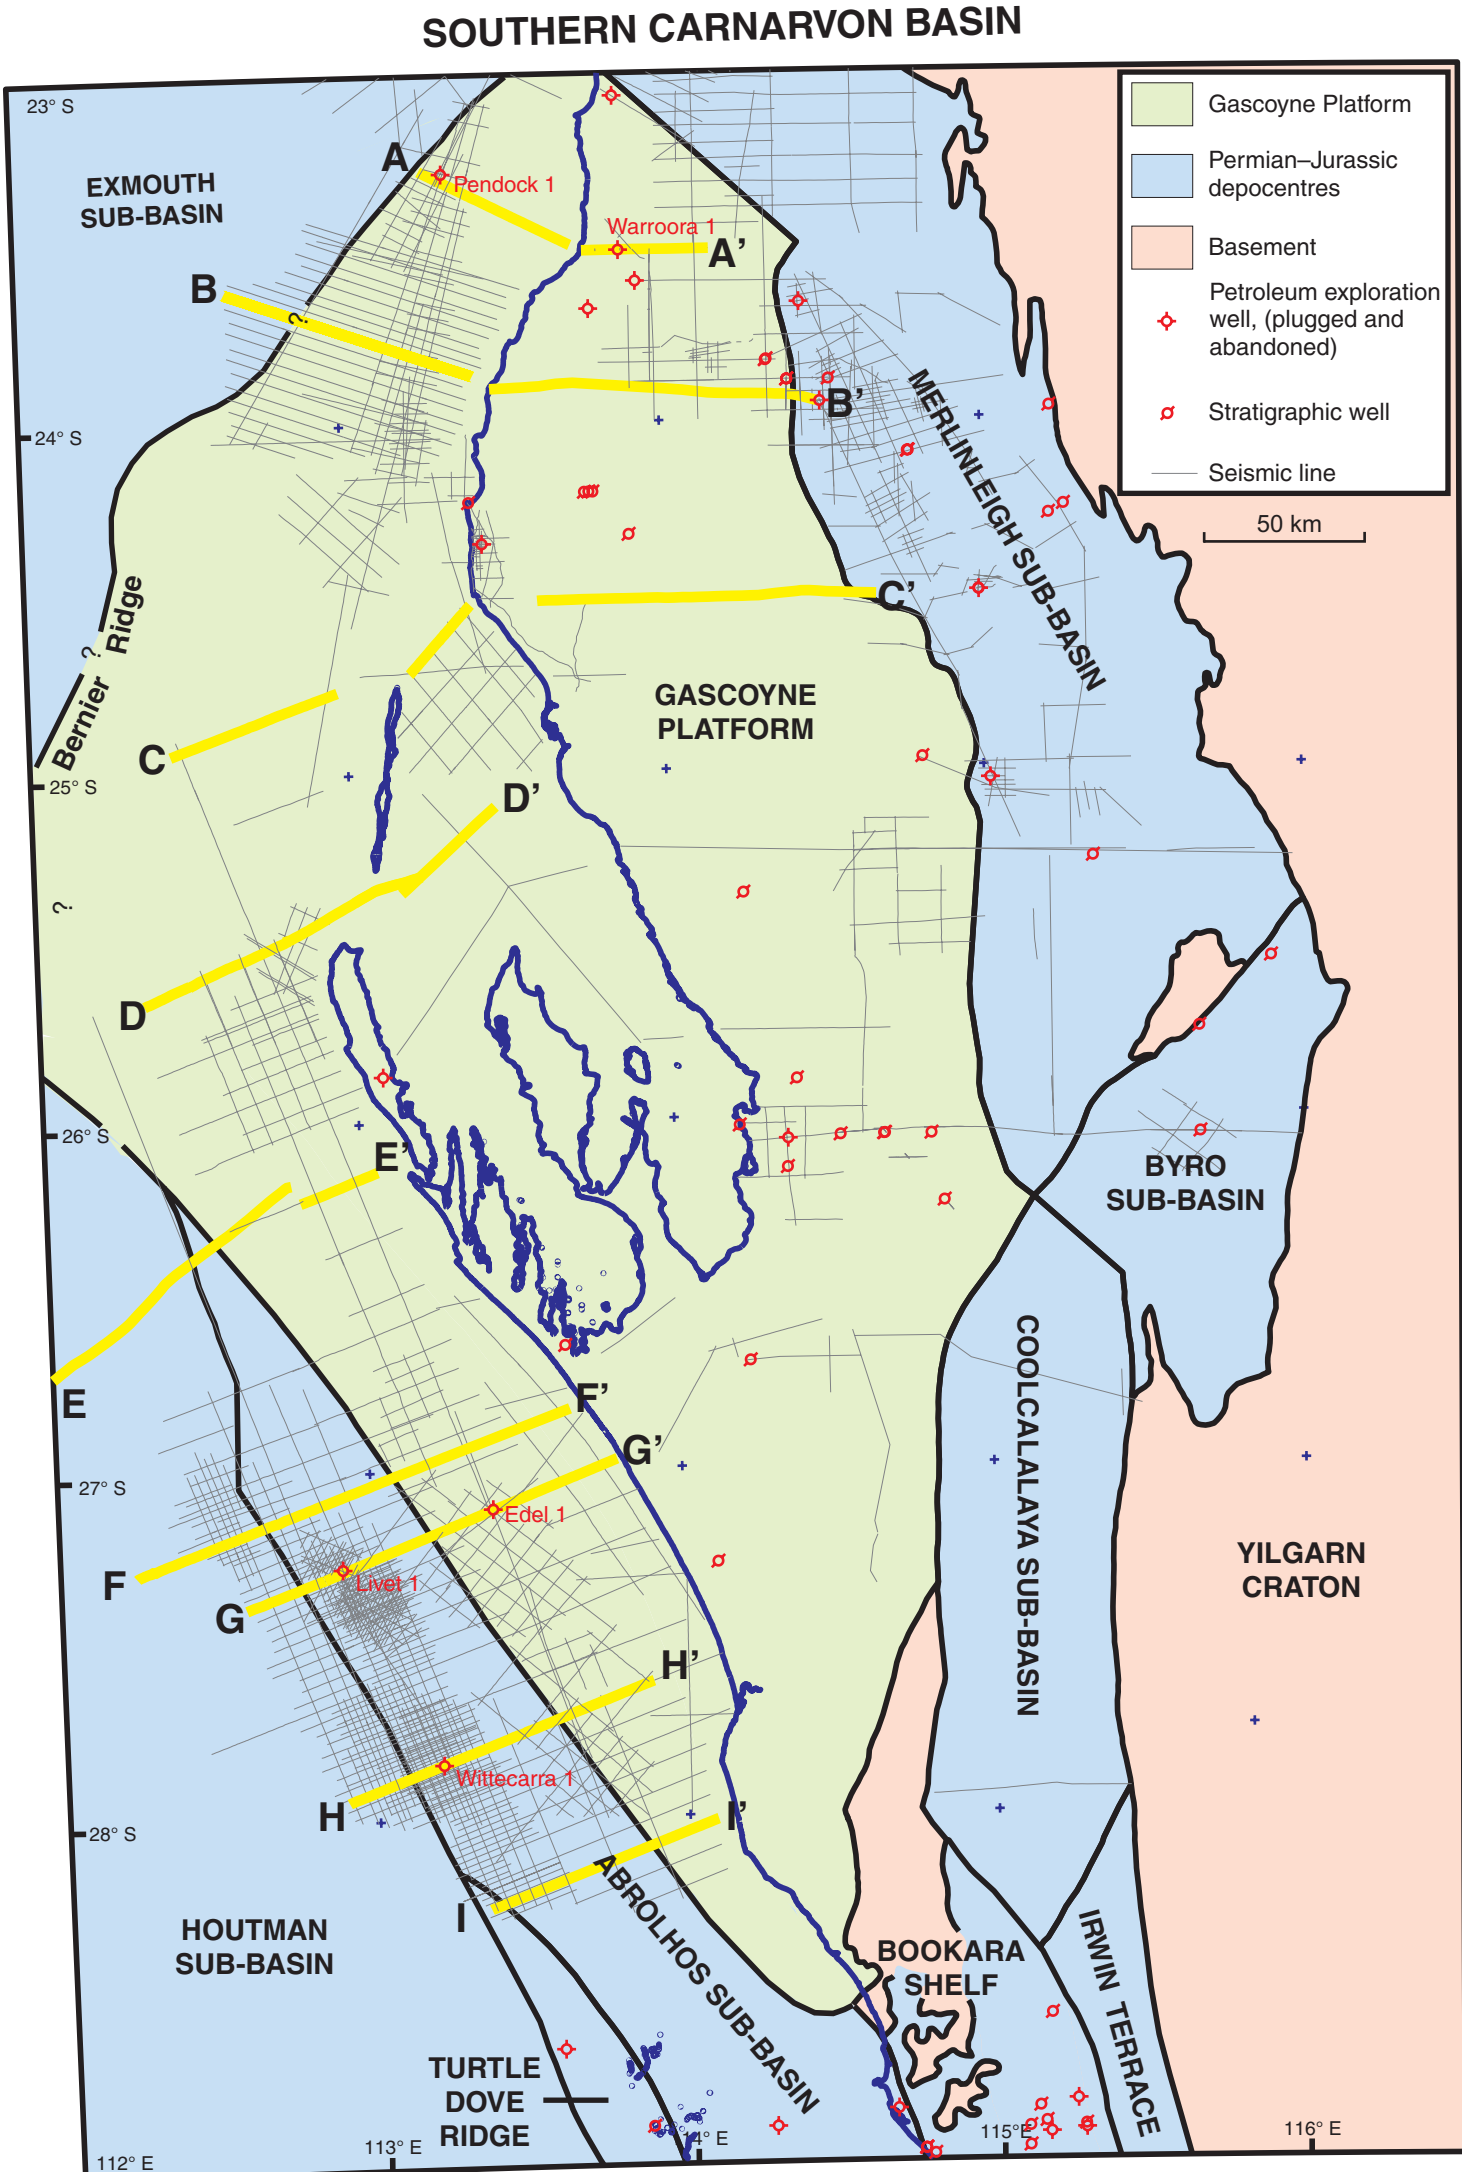 SOUTHERN CARNARVON BASIN
23° S
EXMOUTH
SUB-BASIN
A
Pendock 1
Warroora 1
A'
B
?
B'
Gascoyne Platform
Permian–Jurassic
depocentres
Basement
Petroleum exploration
well, (plugged and
abandoned)
Stratigraphic well
Seismic line
50 km
24° S
MERLINLEIGH SUB-BASIN
C'
?
Bernier Ridge
GASCOYNE
PLATFORM
C
25° S
D'
?
D
26° S
E'
BYRO
SUB-BASIN
E
F'
G'
COOLCALALAYA SUB-BASIN
27° S
Edel 1
F
Livet 1
G
YILGARN
CRATON
H'
Wittecarra 1
H
I'
28° S
I
ABROLHOS SUB-BASIN
HOUTMAN
SUB-BASIN
BOOKARA
SHELF
IRWIN TERRACE
TURTLE
DOVE
RIDGE
112° E
113° E
14° E
115° E
116° E